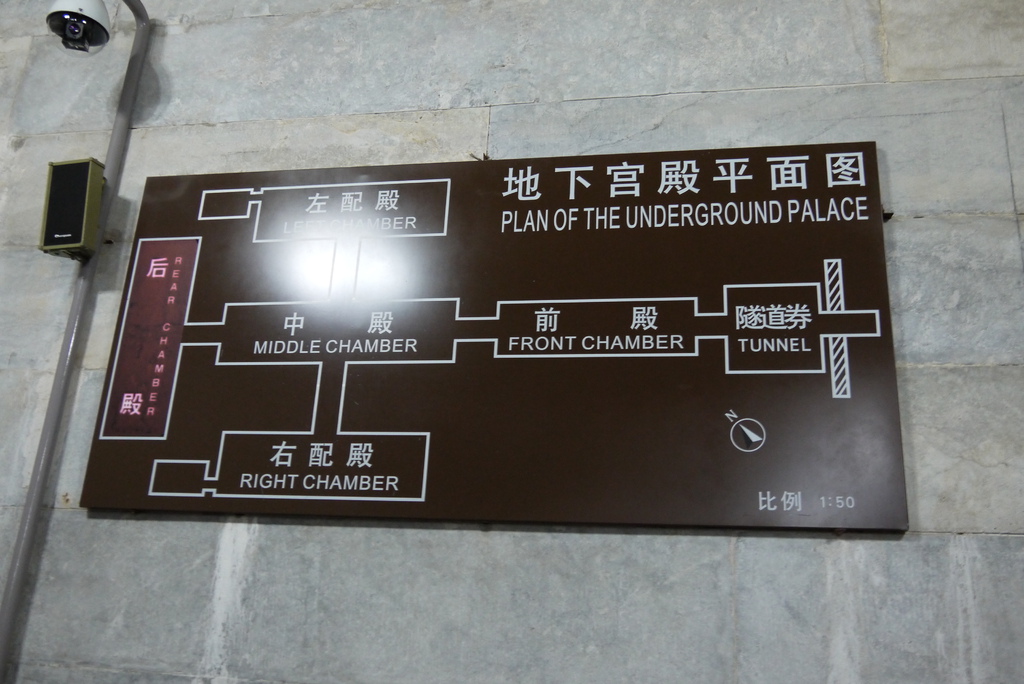 地下宫殿平面图
PLAN OF THE UNDERGROUND PALACE
左配殿
LEFT CHAMBER
后殿
REAR CHAMBER
中殿
MIDDLE CHAMBER
前殿
FRONT CHAMBER
隧道券
TUNNEL
右配殿
RIGHT CHAMBER
N
比例 1:50